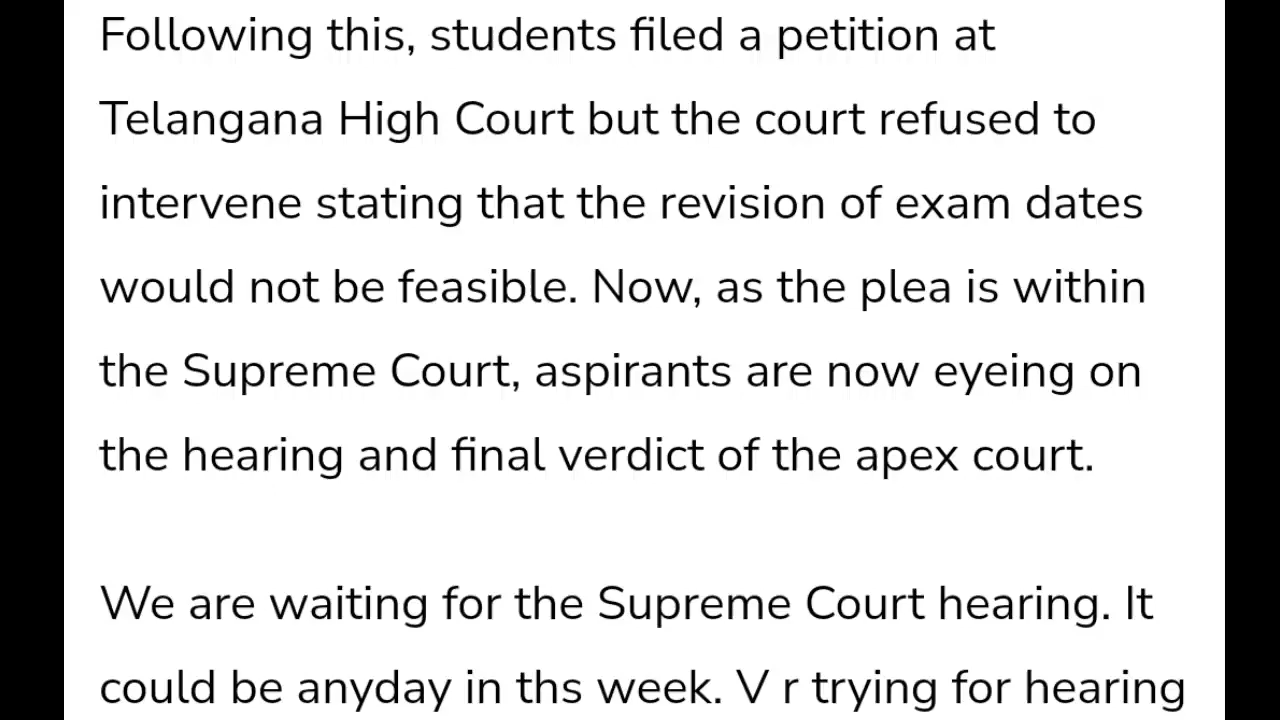 Following this, students filed a petition at
Telangana High Court but the court refused to
intervene stating that the revision of exam dates
would not be feasible. Now, as the plea is within
the Supreme Court, aspirants are now eyeing on
the hearing and final verdict of the apex court.
We are waiting for the Supreme Court hearing. It
could be anyday in ths week. V r trying for hearing